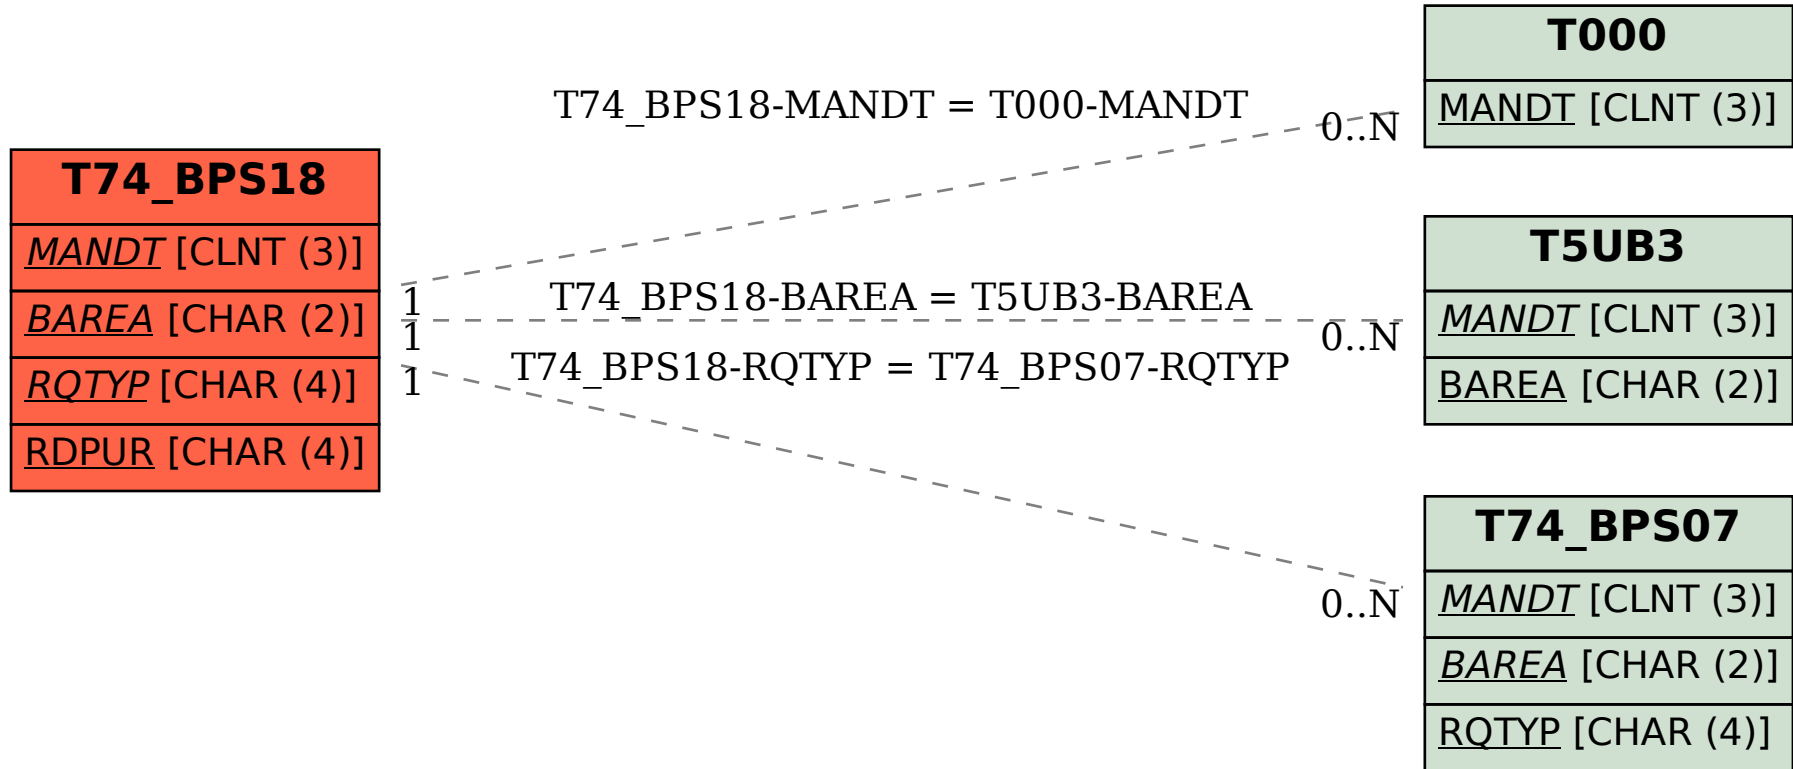 T74_BPS18
MANDT [CLNT (3)]
BAREA [CHAR (2)]
RQTYP [CHAR (4)]
RDPUR [CHAR (4)]
T74_BPS18-MANDT = T000-MANDT
1
0..N
T74_BPS18-BAREA = T5UB3-BAREA
1
0..N
T74_BPS18-RQTYP = T74_BPS07-RQTYP
1
0..N
T000
MANDT [CLNT (3)]
T5UB3
MANDT [CLNT (3)]
BAREA [CHAR (2)]
T74_BPS07
MANDT [CLNT (3)]
BAREA [CHAR (2)]
RQTYP [CHAR (4)]